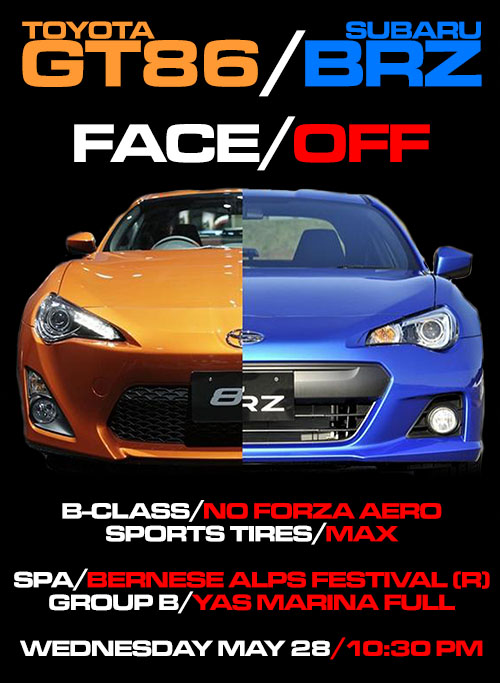 TOYOTA SUBARU
GT86/BRZ
FACE/OFF
8RZ
B-CLASS/NO FORZA AERO
SPORTS TIRES/MAX
SPA/BERNESE ALPS FESTIVAL (R)
GROUP B/YAS MARINA FULL
WEDNESDAY MAY 28/10:30 PM